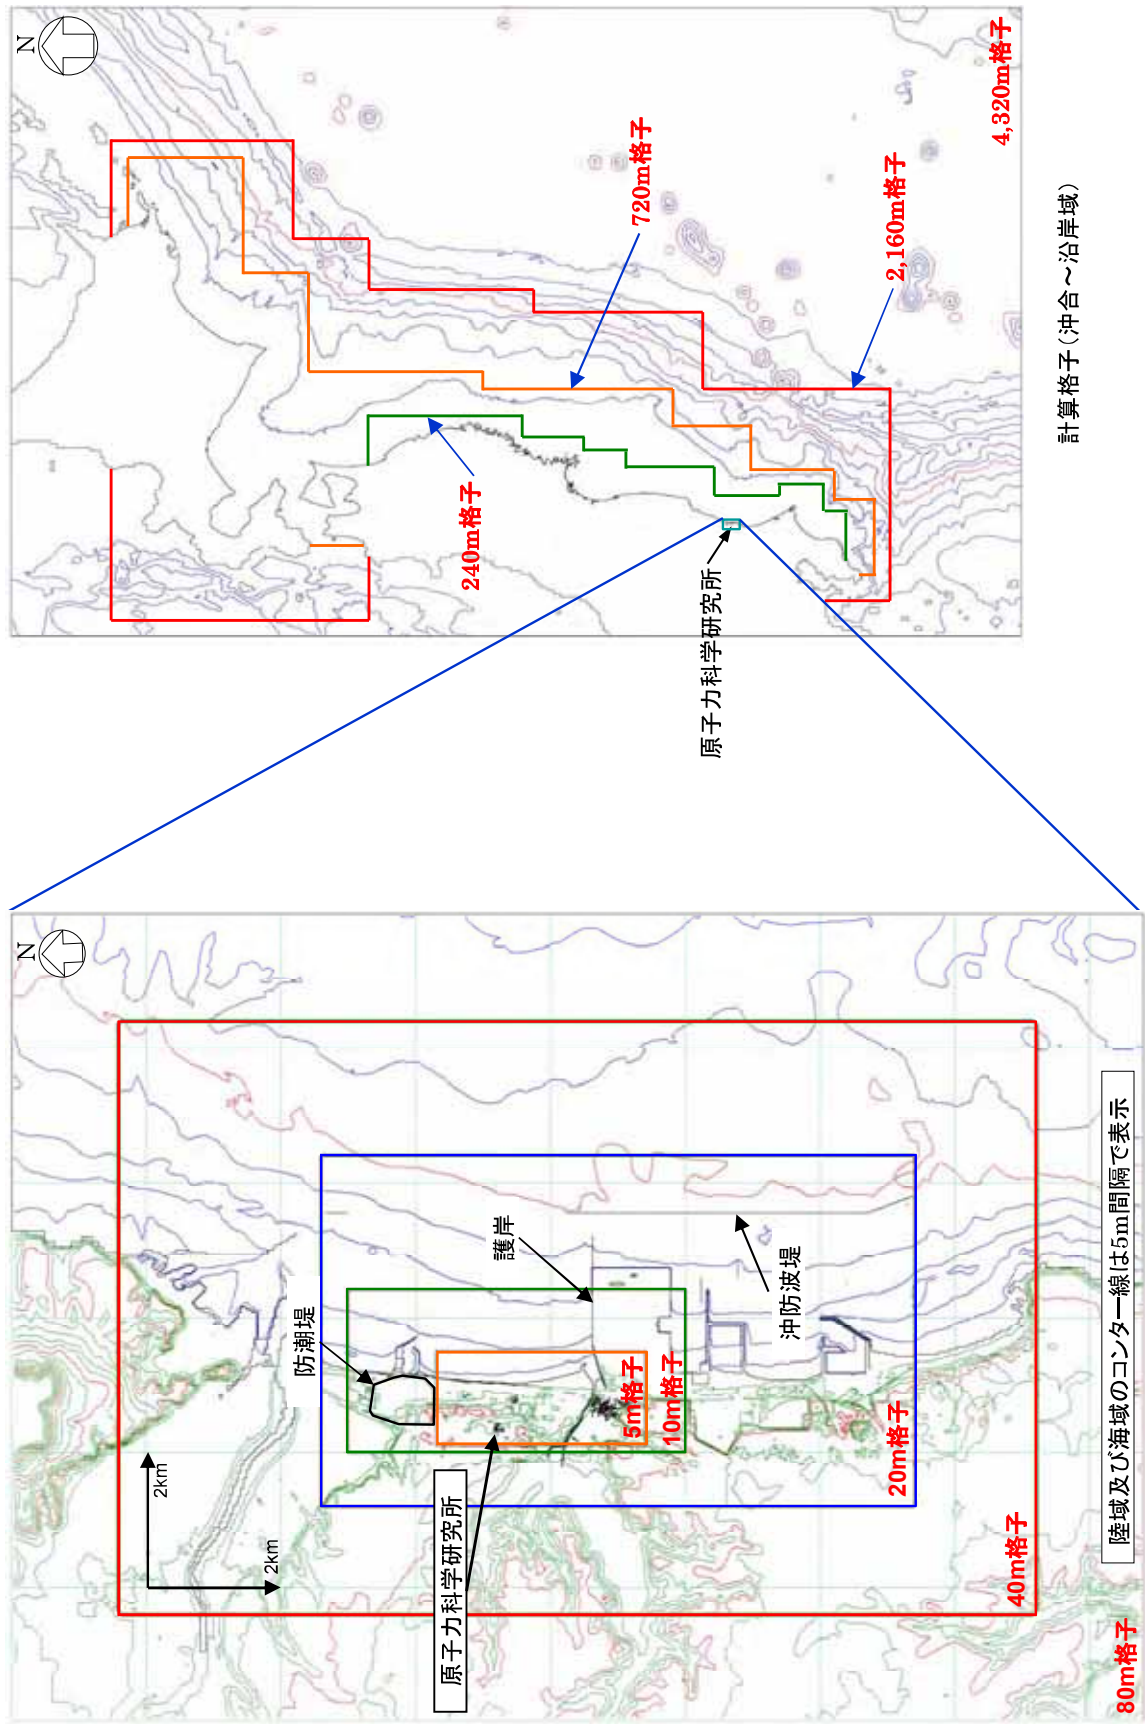 N
4,320m格子
720m格子
2,160m格子
240m格子
原子力科学研究所
計算格子(沖合~沿岸域)
N
防潮堤
護岸
沖防波堤
5m格子
10m格子
20m格子
2km
2km
原子力科学研究所
40m格子
80m格子
陸域及び海域のコンター線は5m間隔で表示